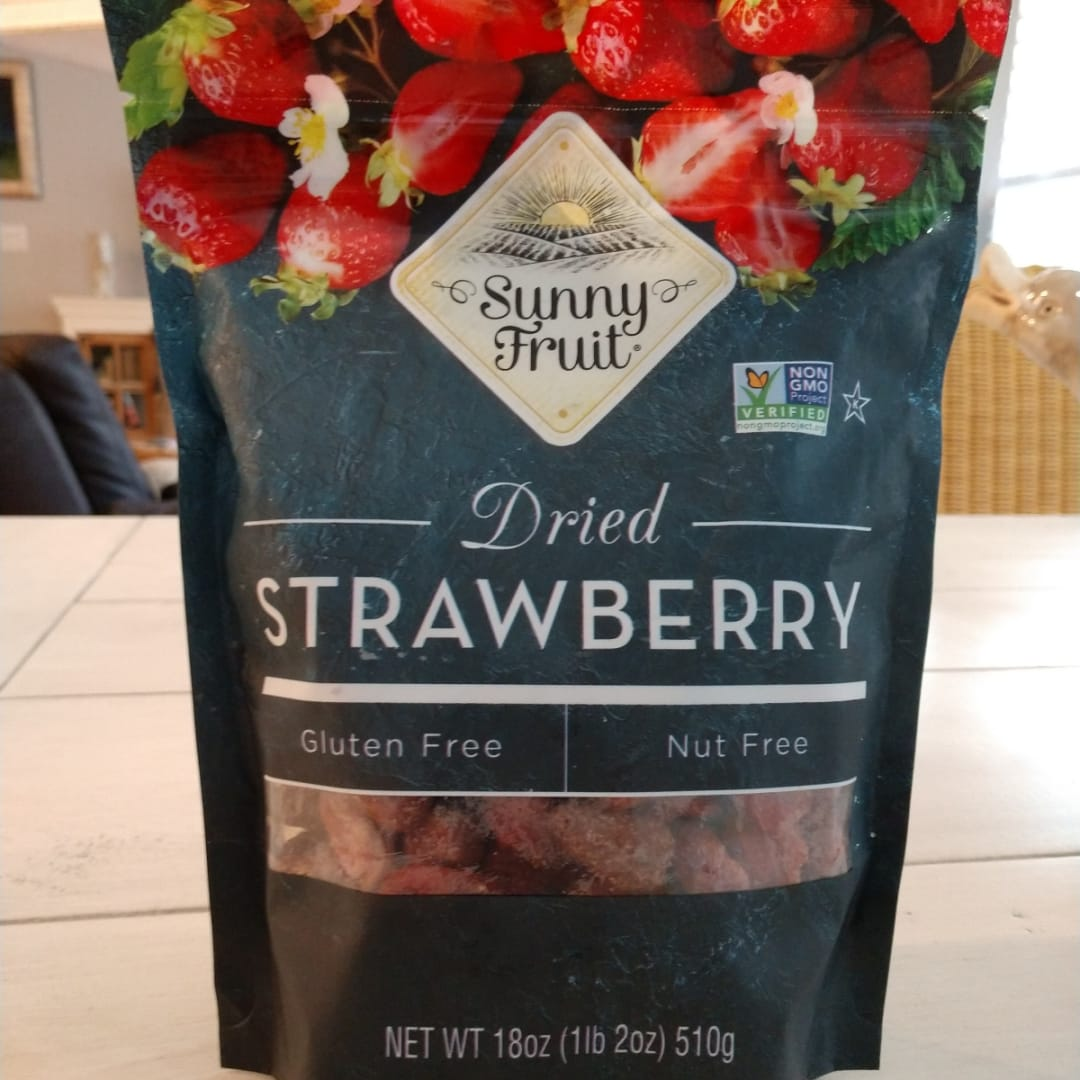 Sunny
Fruit®
NON
GMO
Project
VERIFIED
nongmoproject.org
K
Dried
STRAWBERRY
Gluten Free
Nut Free
NET WT 18oz (1lb 2oz) 510g